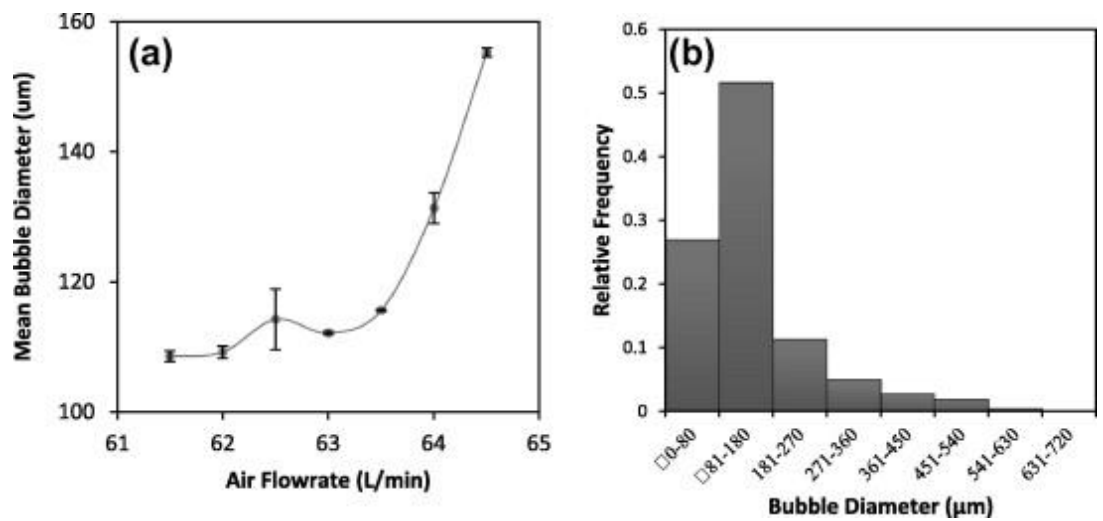 (a)
Mean Bubble Diameter (um)
160
140
120
100
61 62 63 64 65
Air Flowrate (L/min)
(b)
Relative Frequency
0.6
0.5
0.4
0.3
0.2
0.1
0
□0-80
□81-180
181-270
271-360
361-450
451-540
541-630
631-720
Bubble Diameter (μm)